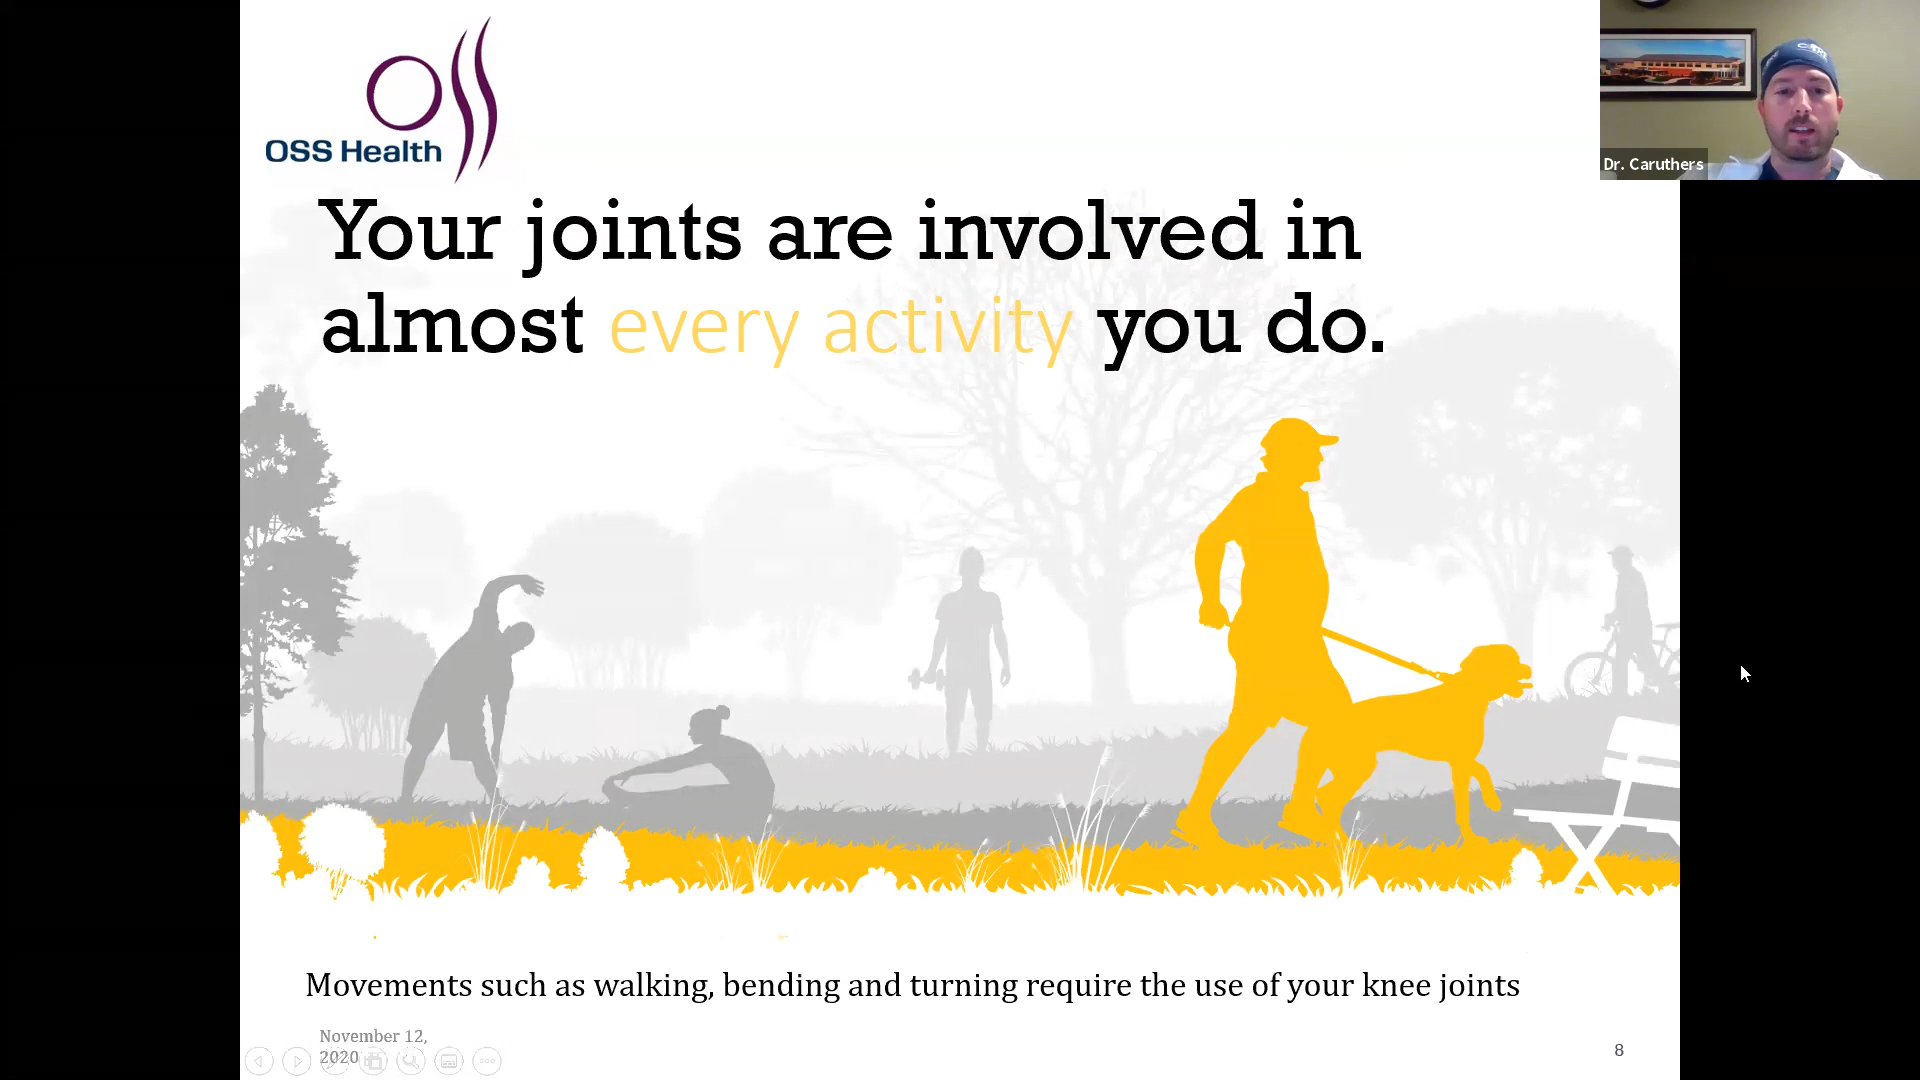 OSS
OSS Health
Dr. Caruthers
Your joints are involved in
almost every activity you do.
Movements such as walking, bending and turning require the use of your knee joints
November 12,
2020
8